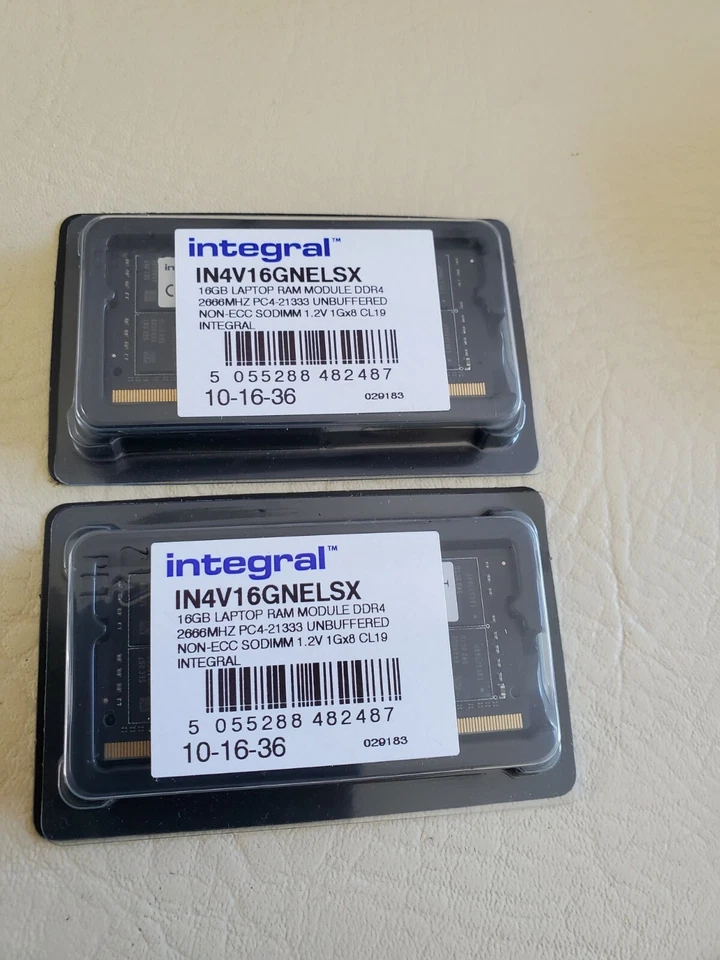 integral™
IN4V16GNELSX
16GB LAPTOP RAM MODULE DDR4
2666MHZ PC4-21333 UNBUFFERED
NON-ECC SODIMM 1.2V 1Gx8 CL19
INTEGRAL
5 055288 482487
10-16-36 029183
integral™
IN4V16GNELSX
16GB LAPTOP RAM MODULE DDR4
2666MHZ PC4-21333 UNBUFFERED
NON-ECC SODIMM 1.2V 1Gx8 CL19
INTEGRAL
5 055288 482487
10-16-36 029183